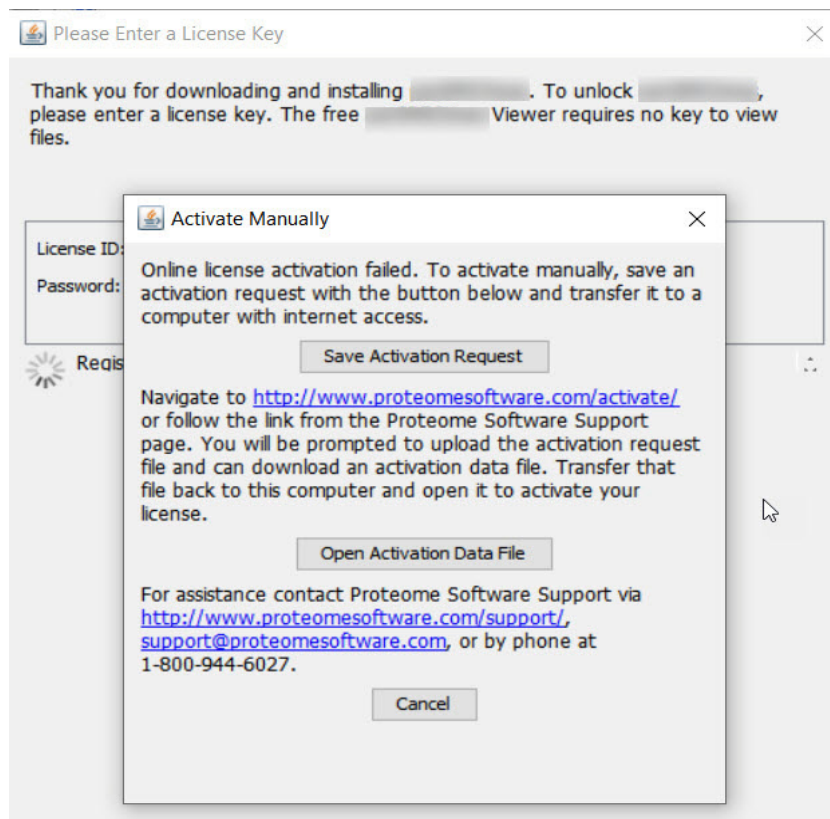 Please Enter a License Key
Thank you for downloading and installing . To unlock ,
please enter a license key. The free Viewer requires no key to view
files.
Activate Manually
License ID:
Password:
Online license activation failed. To activate manually, save an
activation request with the button below and transfer it to a
computer with internet access.
Save Activation Request
Regis
Navigate to http://www.proteomesoftware.com/activate/
or follow the link from the Proteome Software Support
page. You will be prompted to upload the activation request
file and can download an activation data file. Transfer that
file back to this computer and open it to activate your
license.
Open Activation Data File
For assistance contact Proteome Software Support via
http://www.proteomesoftware.com/support/,
support@proteomesoftware.com, or by phone at
1-800-944-6027.
Cancel